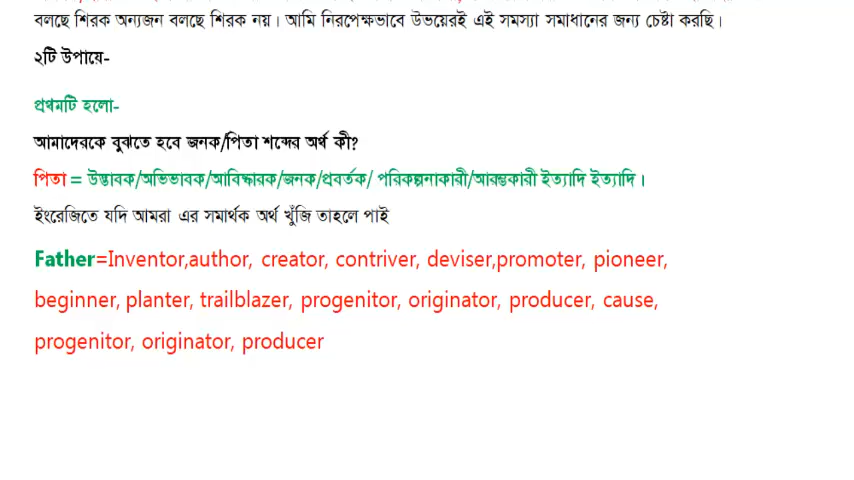 বলছে শিরক অন্যজন বলছে শিরক নয়। আমি নিরপেক্ষভাবে উভয়েরই এই সমস্যা সমাধানের জন্য চেষ্টা করছি।
২টি উপায়ে-
প্রথমটি হলো-
আমাদেরকে বুঝতে হবে জনক/পিতা শব্দের অর্থ কী?
পিতা = উদ্ভাবক/অভিভাবক/আবিষ্কারক/জনক/প্রবর্তক/ পরিকল্পনাকারী/আরম্ভকারী ইত্যাদি ইত্যাদি।
ইংরেজিতে যদি আমরা এর সমার্থক অর্থ খুঁজি তাহলে পাই
Father=Inventor,author, creator, contriver, deviser,promoter, pioneer,
beginner, planter, trailblazer, progenitor, originator, producer, cause,
progenitor, originator, producer